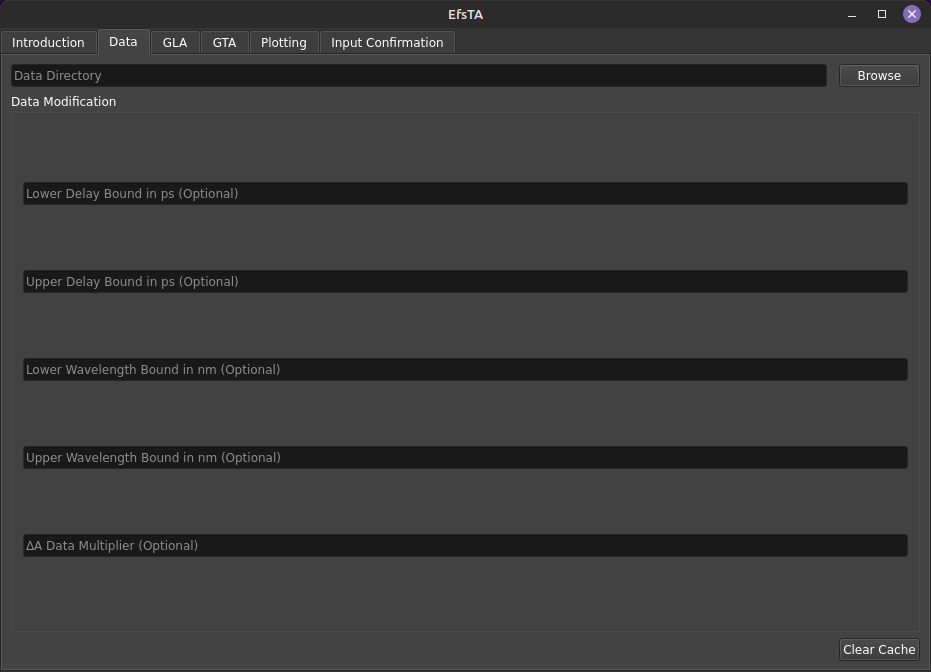 EfsTA
Introduction Data GLA GTA Plotting Input Confirmation
Data Directory Browse
Data Modification
Lower Delay Bound in ps (Optional)
Upper Delay Bound in ps (Optional)
Lower Wavelength Bound in nm (Optional)
Upper Wavelength Bound in nm (Optional)
ΔA Data Multiplier (Optional)
Clear Cache